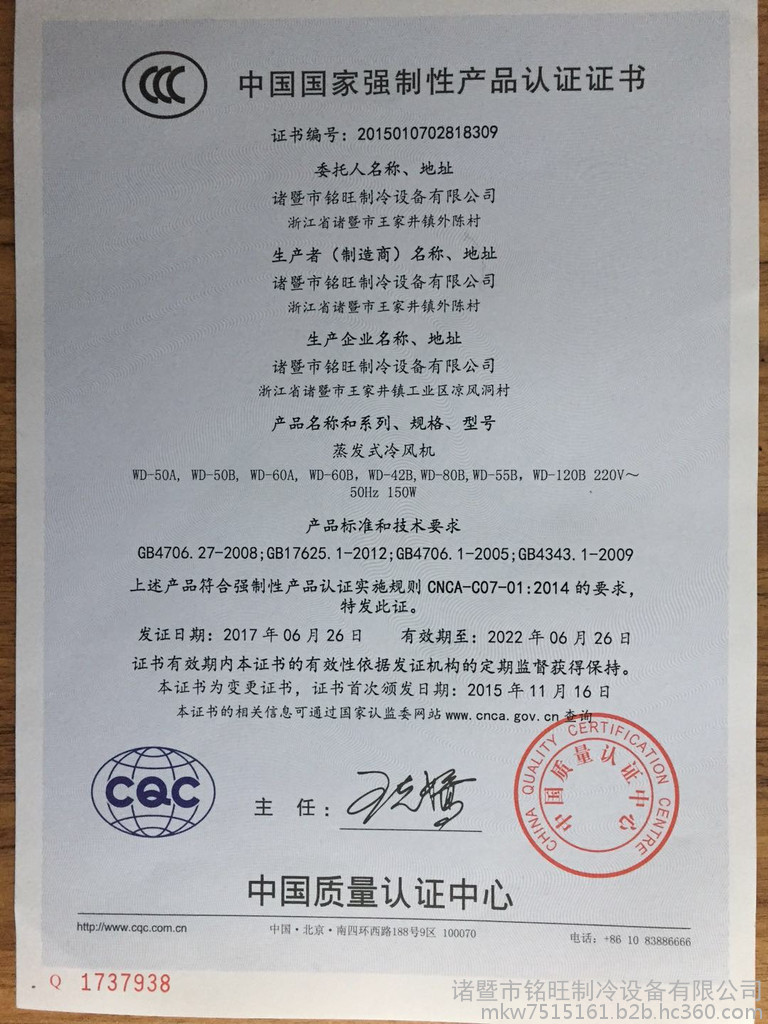 CCC
中国国家强制性产品认证证书
证书编号：2015010702818309
委托人名称、地址
诸暨市铭旺制冷设备有限公司
浙江省诸暨市王家井镇外陈村
生产者（制造商）名称、地址
诸暨市铭旺制冷设备有限公司
浙江省诸暨市王家井镇外陈村
生产企业名称、地址
诸暨市铭旺制冷设备有限公司
浙江省诸暨市王家井镇工业区凉风洞村
产品名称和系列、规格、型号
蒸发式冷风机
WD-50A, WD-50B, WD-60A, WD-60B, WD-42B,WD-80B,WD-55B, WD-120B 220V～
50Hz 150W
产品标准和技术要求
GB4706.27-2008;GB17625.1-2012;GB4706.1-2005;GB4343.1-2009
上述产品符合强制性产品认证实施规则 CNCA-C07-01:2014 的要求，
特发此证。
发证日期：2017 年 06 月 26 日 有效期至：2022 年 06 月 26 日
证书有效期内本证书的有效性依据发证机构的定期监督获得保持。
本证书为变更证书，证书首次颁发日期：2015 年 11 月 16 日
本证书的相关信息可通过国家认监委网站 www.cnca.gov.cn 查询
CHINA QUALITY CERTIFICATION CENTRE
中国质量认证中心
CQC
主 任：
中国质量认证中心
http://www.cqc.com.cn
中国·北京·南四环西路188号9区 100070
电话：+86 10 83886666
Q 1737938
诸暨市铭旺制冷设备有限公司
mkw7515161.b2b.hc360.com